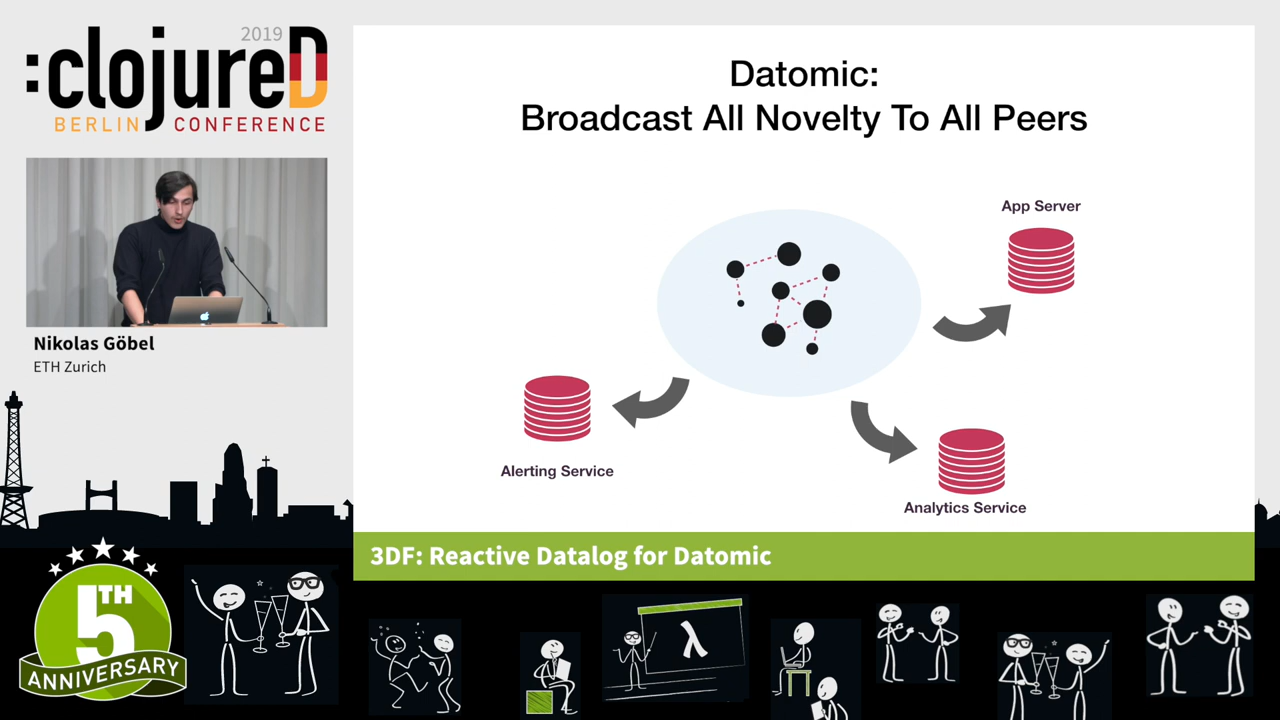 2019
:clojureD
BERLIN CONFERENCE
Nikolas Göbel
ETH Zurich
Datomic:
Broadcast All Novelty To All Peers
App Server
Alerting Service
Analytics Service
3DF: Reactive Datalog for Datomic
5TH
ANNIVERSARY
λ